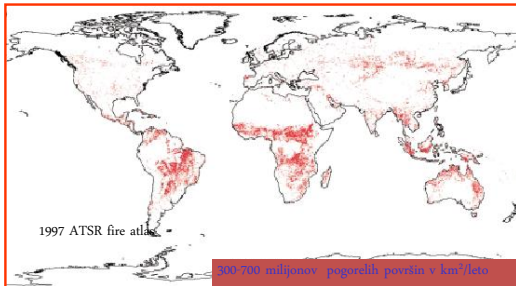 1997 ATSR fire atlas
300-700 milijonov pogorelih površin v km²/leto